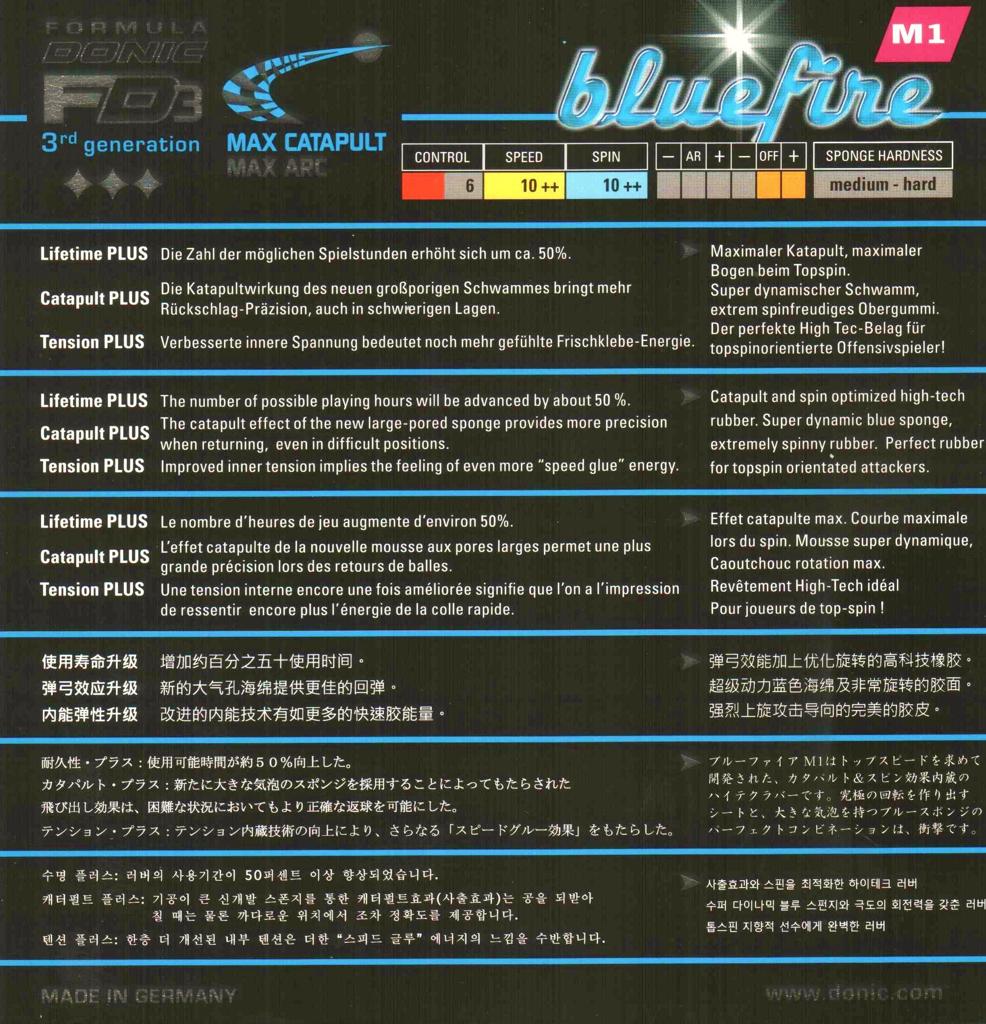 FORMULA
DONIC
FD3
3rd generation
MAX CATAPULT
MAX ARC
bluefire
M1
CONTROL SPEED SPIN − AR + − OFF + SPONGE HARDNESS
6 10 ++ 10 ++ medium - hard
Lifetime PLUS Die Zahl der möglichen Spielstunden erhöht sich um ca. 50%.
Catapult PLUS Die Katapultwirkung des neuen großporigen Schwammes bringt mehr
Rückschlag-Präzision, auch in schwierigen Lagen.
Tension PLUS Verbesserte innere Spannung bedeutet noch mehr gefühlte Frischklebe-Energie.
Maximaler Katapult, maximaler
Bogen beim Topspin.
Super dynamischer Schwamm,
extrem spinfreudiges Obergummi.
Der perfekte High Tec-Belag für
topspinorientierte Offensivspieler!
Lifetime PLUS The number of possible playing hours will be advanced by about 50 %.
Catapult PLUS The catapult effect of the new large-pored sponge provides more precision
when returning, even in difficult positions.
Tension PLUS Improved inner tension implies the feeling of even more “speed glue” energy.
Catapult and spin optimized high-tech
rubber. Super dynamic blue sponge,
extremely spinny rubber. Perfect rubber
for topspin orientated attackers.
Lifetime PLUS Le nombre d’heures de jeu augmente d’environ 50%.
Catapult PLUS L’effet catapulte de la nouvelle mousse aux pores larges permet une plus
grande précision lors des retours de balles.
Tension PLUS Une tension interne encore une fois améliorée signifie que l’on a l’impression
de ressentir encore plus l’énergie de la colle rapide.
Effet catapulte max. Courbe maximale
lors du spin. Mousse super dynamique,
Caoutchouc rotation max.
Revêtement High-Tech idéal
Pour joueurs de top-spin !
使用寿命升级 增加约百分之五十使用时间。
弹弓效应升级 新的大气孔海绵提供更佳的回弹。
内能弹性升级 改进的内能技术有如更多的快速胶能量。
弹弓效能加上优化旋转的高科技橡胶。
超级动力蓝色海绵及非常旋转的胶面。
强烈上旋攻击导向的完美的胶皮。
耐久性・プラス：使用可能時間が約５０％向上した。
カタパルト・プラス：新たに大きな気泡のスポンジを採用することによってもたらされた
飛び出し効果は、困難な状況においてもより正確な返球を可能にした。
テンション・プラス：テンション内蔵技術の向上により、さらなる「スピードグルー効果」をもたらした。
ブルーファイア M1はトップスピードを求めて
開発された、カタパルト＆スピン効果内蔵の
ハイテクラバーです。究極の回転を作り出す
シートと、大きな気泡を持つブルースポンジの
パーフェクトコンビネーションは、衝撃です。
수명 플러스: 러버의 사용기간이 50퍼센트 이상 향상되었습니다.
캐터펄트 플러스: 기공이 큰 신개발 스폰지를 통한 캐터펄트효과(사출효과)는 공을 되받아
칠 때는 물론 까다로운 위치에서 조차 정확도를 제공합니다.
텐션 플러스: 한층 더 개선된 내부 텐션은 더한 “스피드 글루” 에너지의 느낌을 수반합니다.
사출효과와 스핀을 최적화한 하이테크 러버
수퍼 다이나믹 블루 스펀지와 극도의 회전력을 갖춘 러버
톱스핀 지향적 선수에게 완벽한 러버
MADE IN GERMANY
www.donic.com